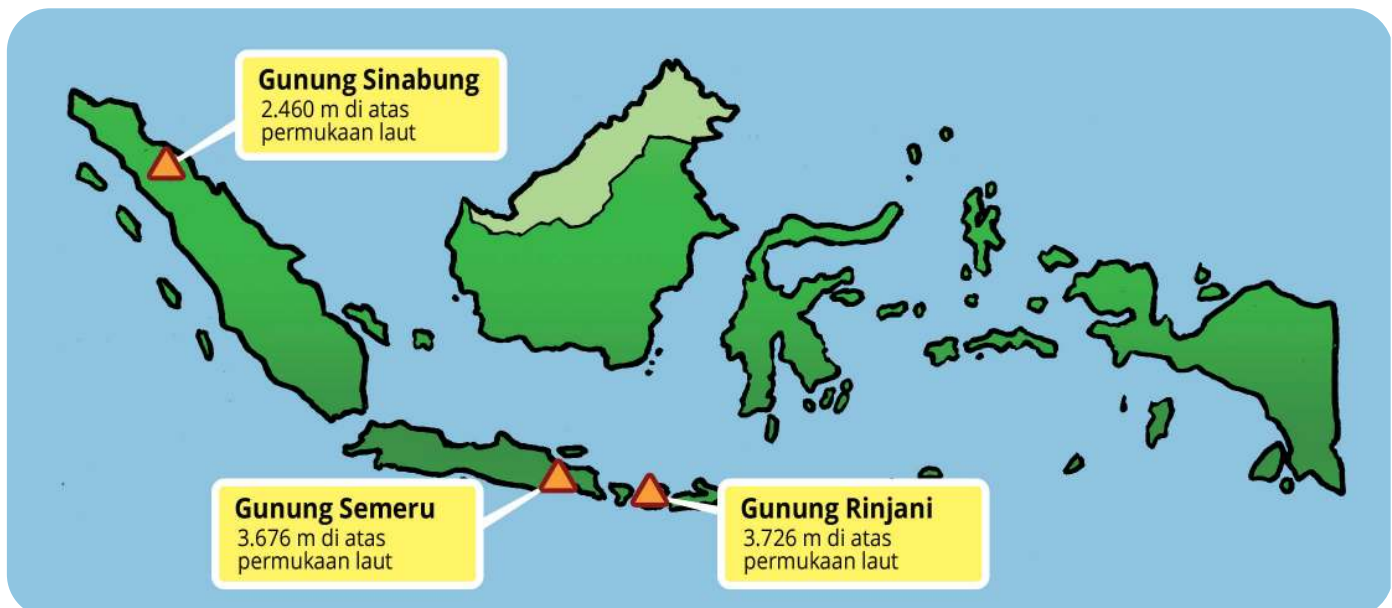 Gunung Sinabung
2.460 m di atas
permukaan laut
Gunung Semeru
3.676 m di atas
permukaan laut
Gunung Rinjani
3.726 m di atas
permukaan laut